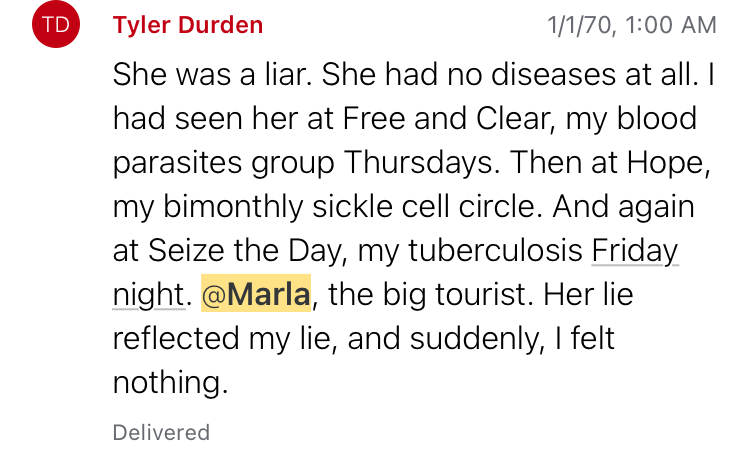 TD Tyler Durden 1/1/70, 1:00 AM
She was a liar. She had no diseases at all. I
had seen her at Free and Clear, my blood
parasites group Thursdays. Then at Hope,
my bimonthly sickle cell circle. And again
at Seize the Day, my tuberculosis Friday
night. @Marla, the big tourist. Her lie
reflected my lie, and suddenly, I felt
nothing.
Delivered